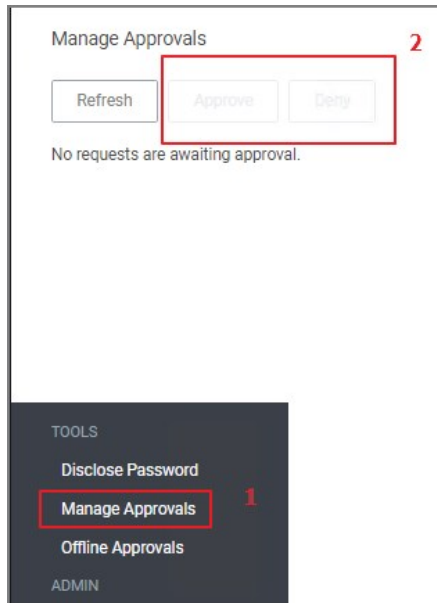 Manage Approvals
2
Refresh Approve Deny
No requests are awaiting approval.
TOOLS
Disclose Password
Manage Approvals 1
Offline Approvals
ADMIN